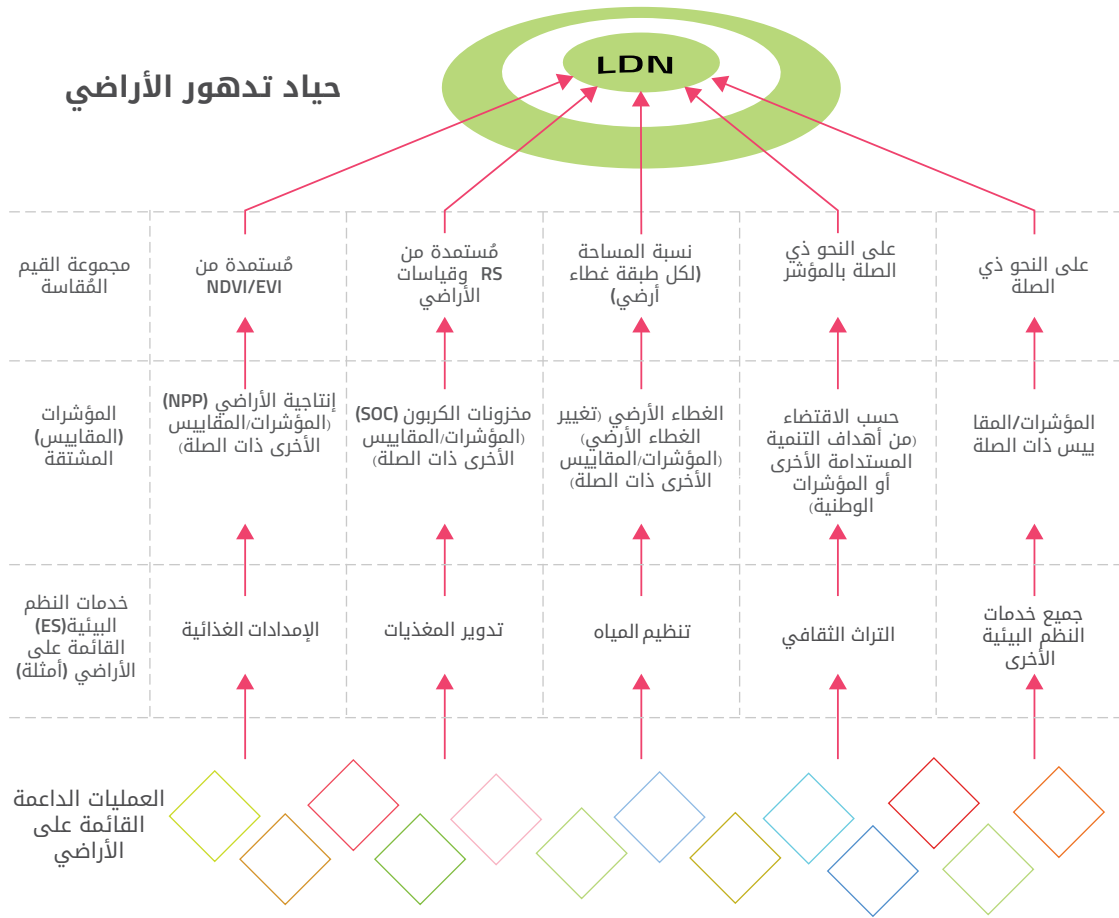 LDN
حياد تدهور الأراضي
مجموعة القيم
المُقاسة
مُستمدة من
NDVI/EVI
مُستمدة من
RS وقياسات
الأراضي
نسبة المساحة
(لكل طبقة غطاء
أرضي)
على النحو ذي
الصلة بالمؤشر
على النحو ذي
الصلة
المؤشرات
(المقاييس)
المشتقة
إنتاجية الأراضي (NPP)
(المؤشرات/المقاييس
الأخرى ذات الصلة)
مخزونات الكربون (SOC)
(المؤشرات/المقاييس
الأخرى ذات الصلة)
الغطاء الأرضي (تغيير
الغطاء الأرضي)
(المؤشرات/المقاييس
الأخرى ذات الصلة)
حسب الاقتضاء
(من أهداف التنمية
المستدامة الأخرى
أو المؤشرات
الوطنية)
المؤشرات/المقا
ييس ذات الصلة
خدمات النظم
البيئية(ES)
القائمة على
الأراضي (أمثلة)
الإمدادات الغذائية
تدوير المغذيات
تنظيم المياه
التراث الثقافي
جميع خدمات
النظم البيئية
الأخرى
العمليات الداعمة
القائمة على
الأراضي